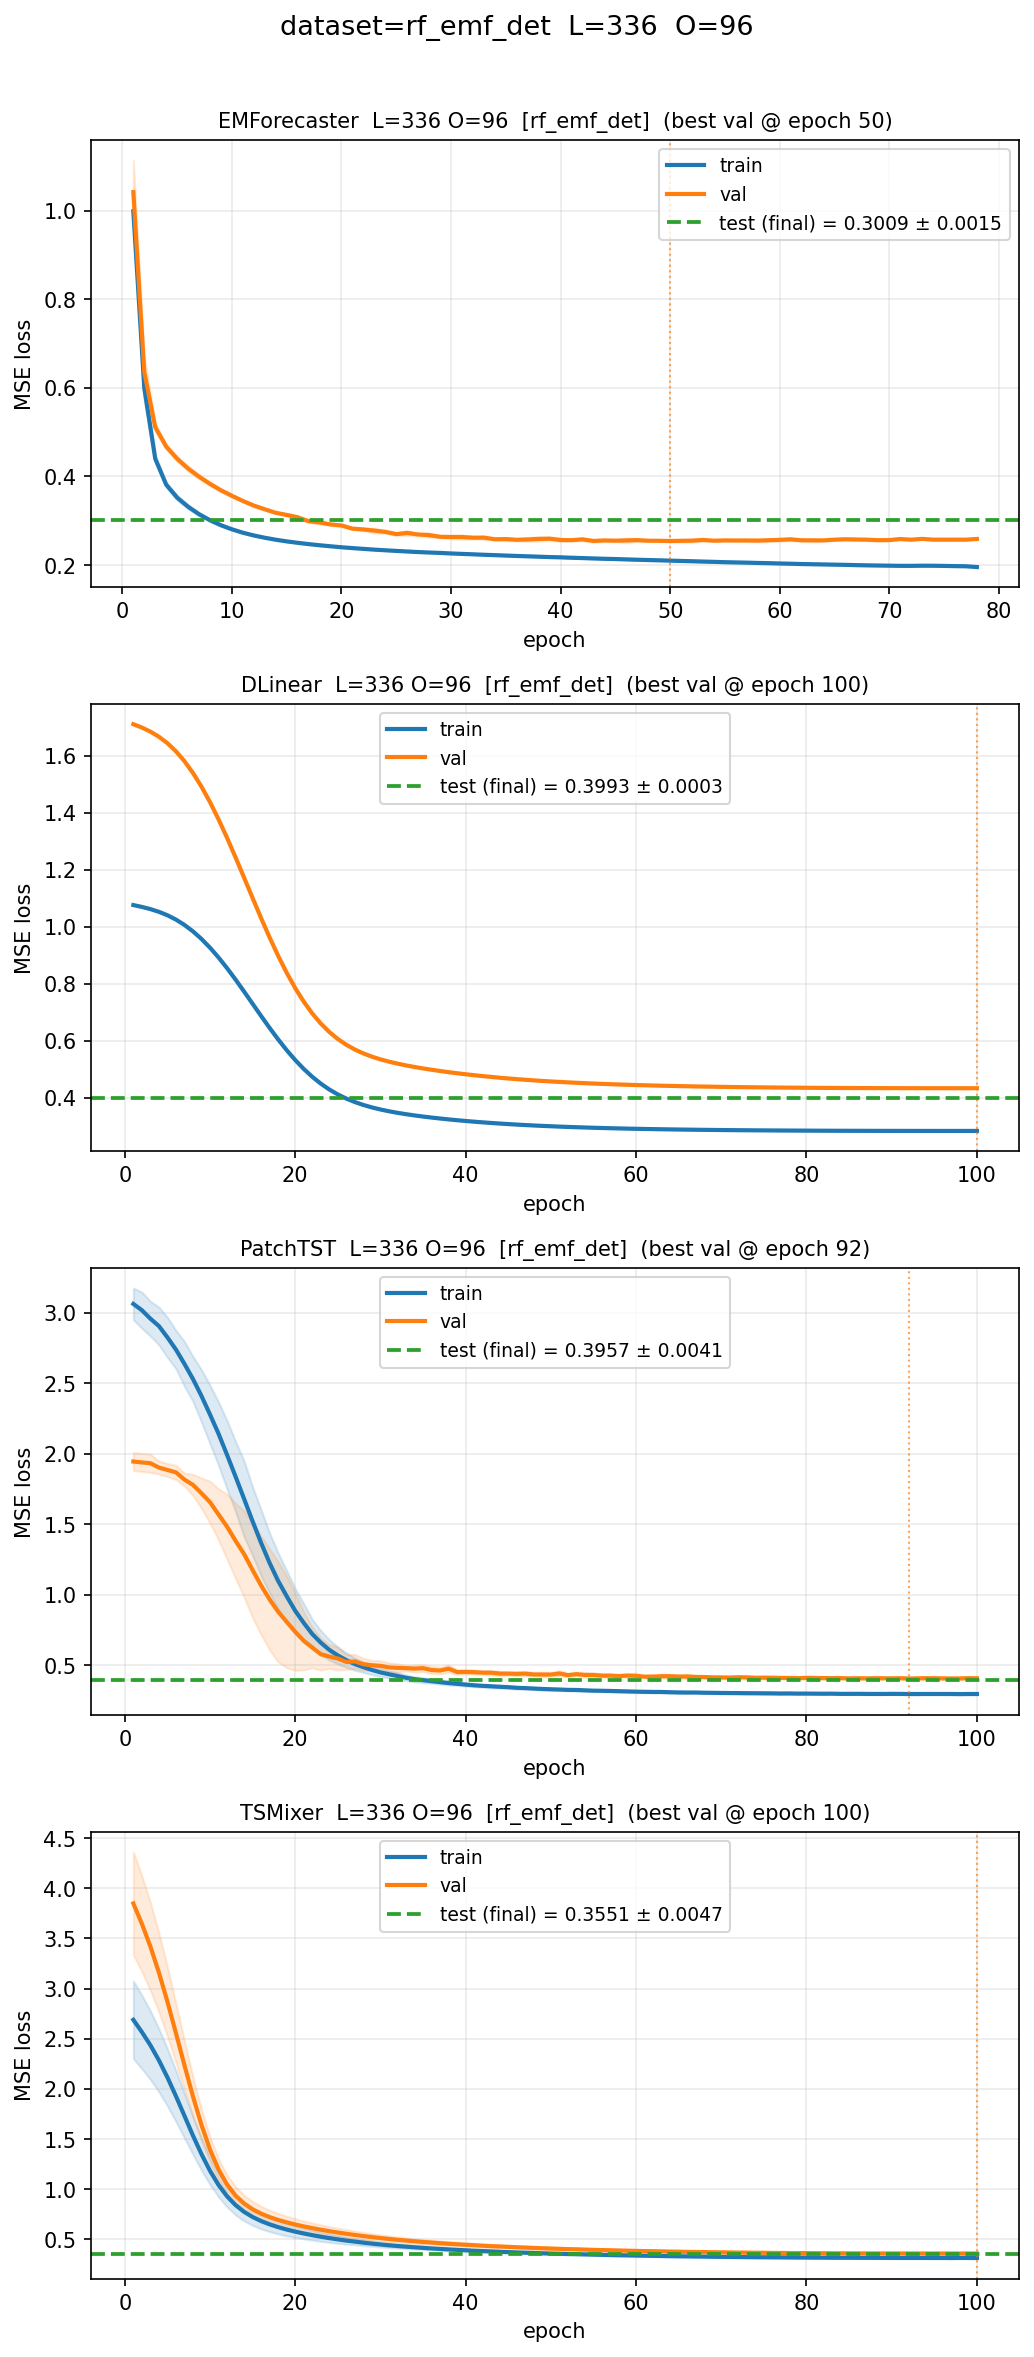 dataset=rf_emf_det  L=336  O=96
EMForecaster  L=336 O=96  [rf_emf_det]  (best val @ epoch 50)
train
val
test (final) = 0.3009 ± 0.0015
MSE loss
1.0
0.8
0.6
0.4
0.2
0 10 20 30 40 50 60 70 80
epoch
DLinear  L=336 O=96  [rf_emf_det]  (best val @ epoch 100)
train
val
test (final) = 0.3993 ± 0.0003
MSE loss
1.6
1.4
1.2
1.0
0.8
0.6
0.4
0 20 40 60 80 100
epoch
PatchTST  L=336 O=96  [rf_emf_det]  (best val @ epoch 92)
train
val
test (final) = 0.3957 ± 0.0041
MSE loss
3.0
2.5
2.0
1.5
1.0
0.5
0 20 40 60 80 100
epoch
TSMixer  L=336 O=96  [rf_emf_det]  (best val @ epoch 100)
train
val
test (final) = 0.3551 ± 0.0047
MSE loss
4.5
4.0
3.5
3.0
2.5
2.0
1.5
1.0
0.5
0 20 40 60 80 100
epoch